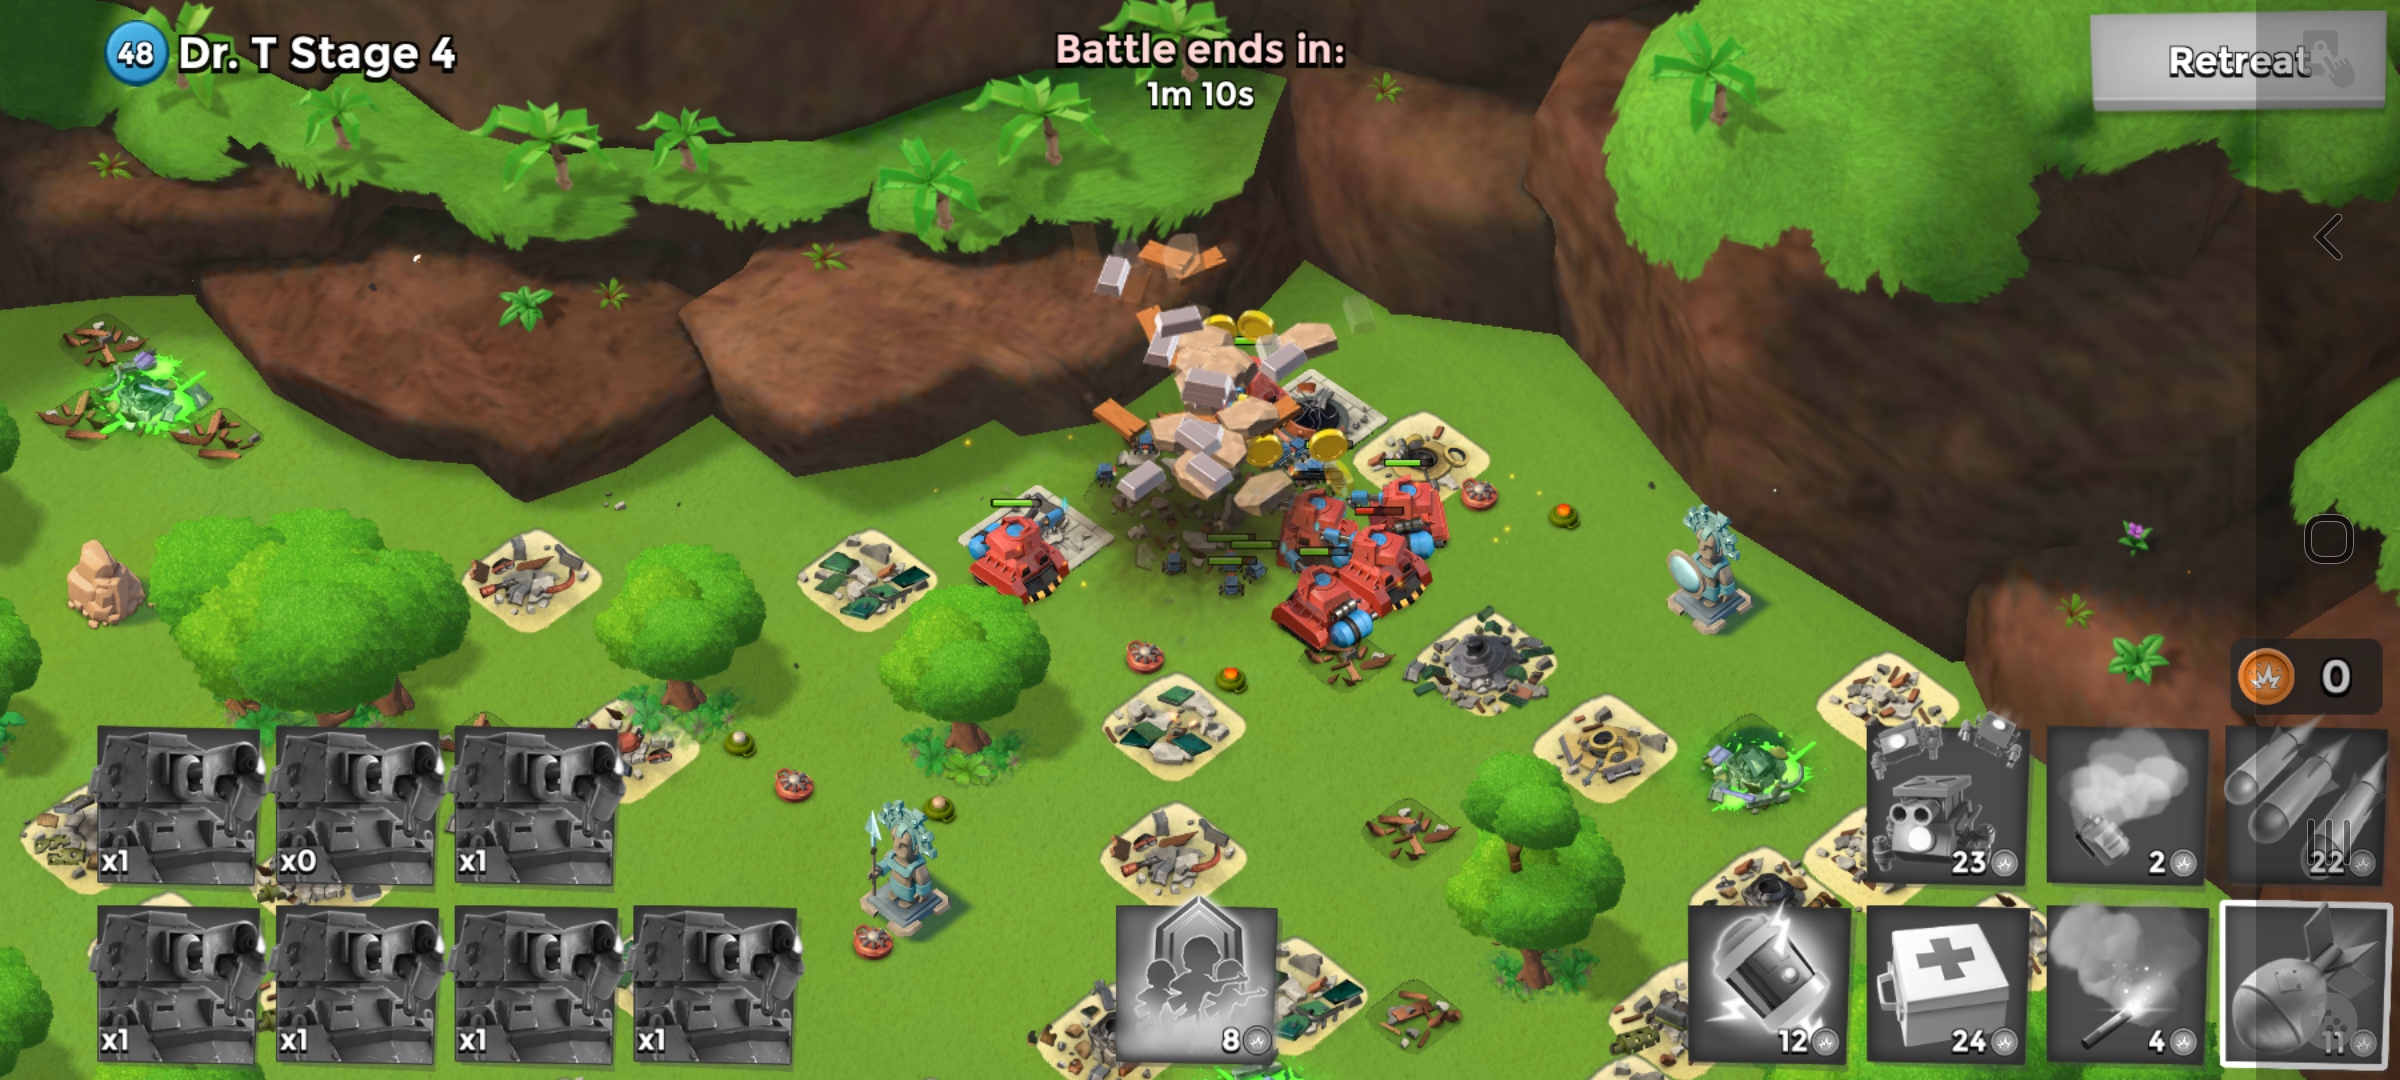 48 Dr. T Stage 4
Battle ends in:
1m 10s
Retreat
0
x1
x0
x1
23
2
22
x1
x1
x1
x1
8
12
24
4
11